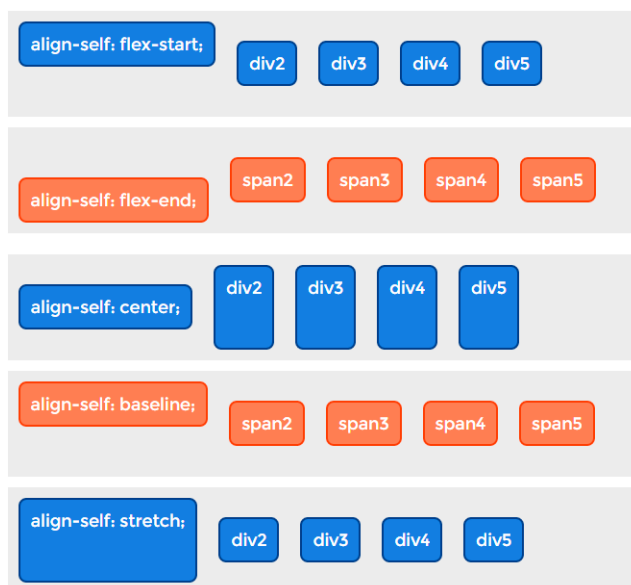 align-self: flex-start; div2 div3 div4 div5
align-self: flex-end; span2 span3 span4 span5
align-self: center; div2 div3 div4 div5
align-self: baseline; span2 span3 span4 span5
align-self: stretch; div2 div3 div4 div5